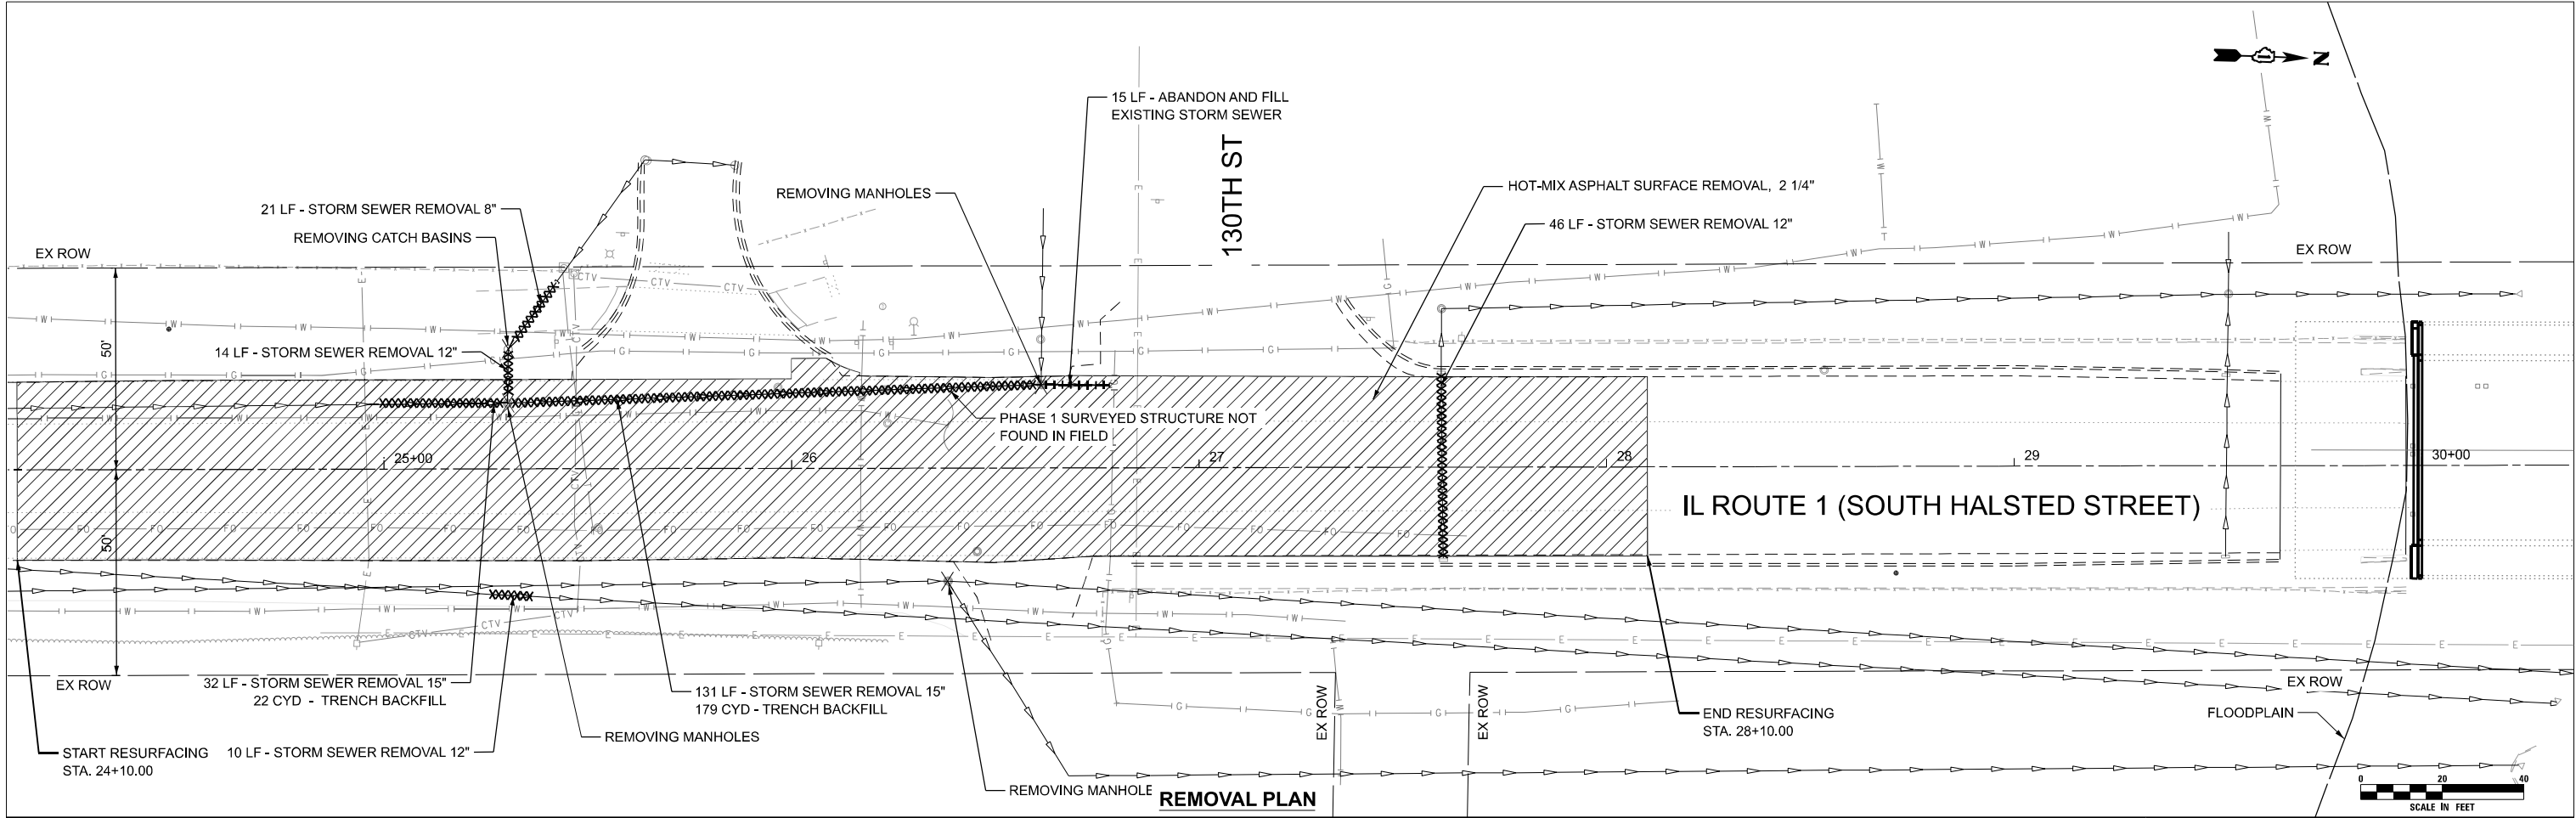 N
15 LF - ABANDON AND FILL
EXISTING STORM SEWER
130TH ST
REMOVING MANHOLES
HOT-MIX ASPHALT SURFACE REMOVAL, 2 1/4"
21 LF - STORM SEWER REMOVAL 8"
46 LF - STORM SEWER REMOVAL 12"
REMOVING CATCH BASINS
EX ROW
EX ROW
50'
14 LF - STORM SEWER REMOVAL 12"
PHASE 1 SURVEYED STRUCTURE NOT
FOUND IN FIELD
25+00
26
27
28
29
30+00
IL ROUTE 1 (SOUTH HALSTED STREET)
50'
EX ROW
32 LF - STORM SEWER REMOVAL 15"
22 CYD - TRENCH BACKFILL
131 LF - STORM SEWER REMOVAL 15"
179 CYD - TRENCH BACKFILL
EX ROW
EX ROW
EX ROW
END RESURFACING
STA. 28+10.00
FLOODPLAIN
START RESURFACING
STA. 24+10.00
10 LF - STORM SEWER REMOVAL 12"
REMOVING MANHOLES
REMOVING MANHOLE
REMOVAL PLAN
0 20 40
SCALE IN FEET